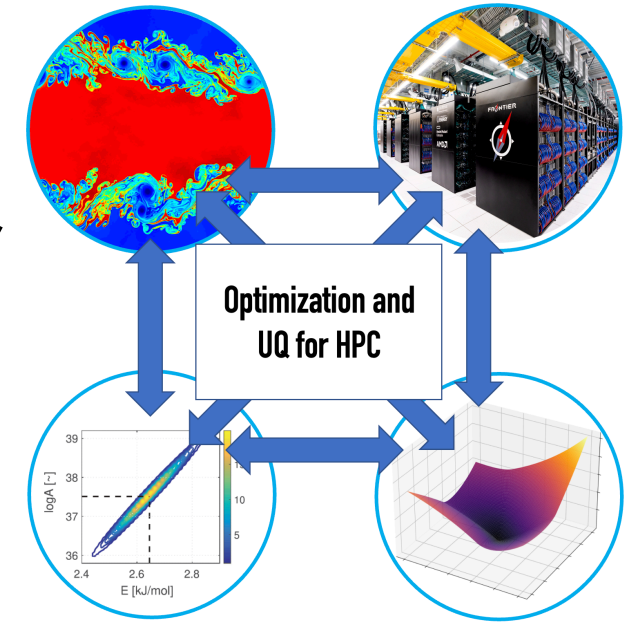 FRONTIER
AMD
Optimization and
UQ for HPC
39
38
37
36
logA [~]
2.4
2.6
2.8
E [kJ/mol]
10
5